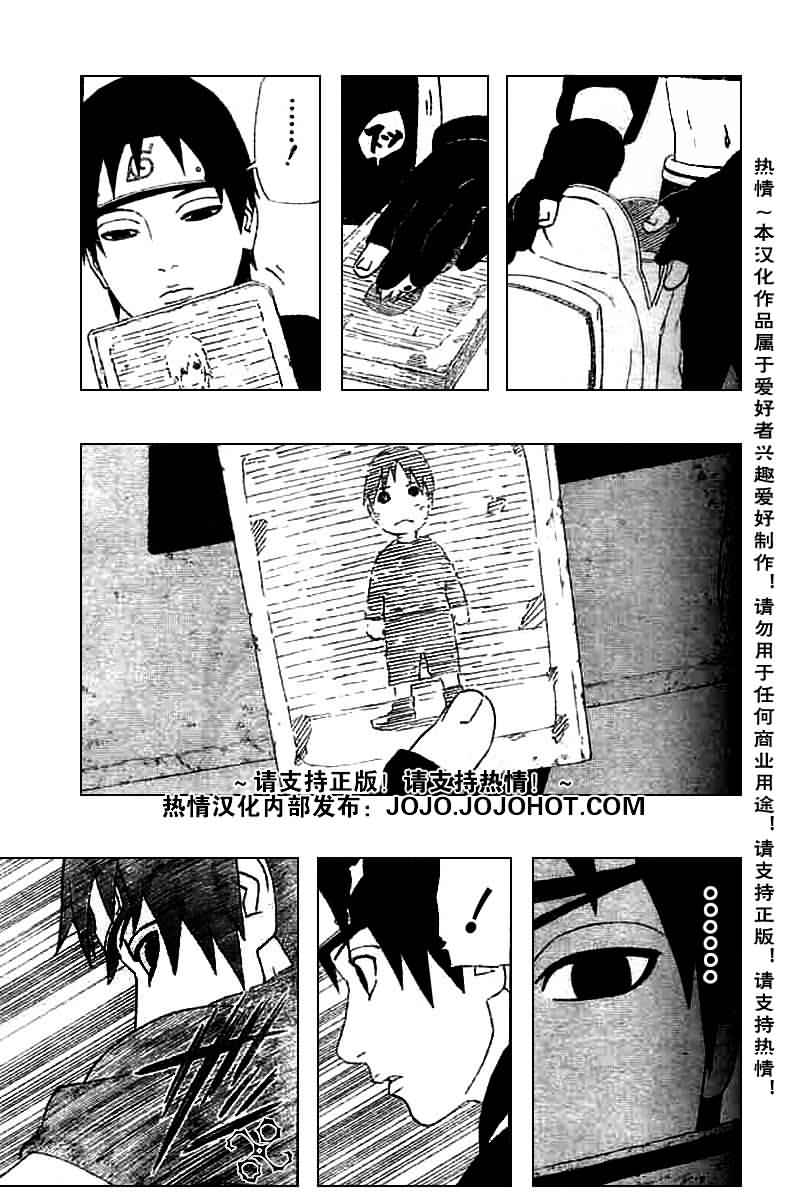 ……！
スッ
～请支持正版！请支持热情！～
热情汉化内部发布：JOJO.JOJOHOT.COM
！
。。。。。。
热情～本汉化作品属于爱好者兴趣爱好制作！请勿用于任何商业用途！请支持正版！请支持热情！